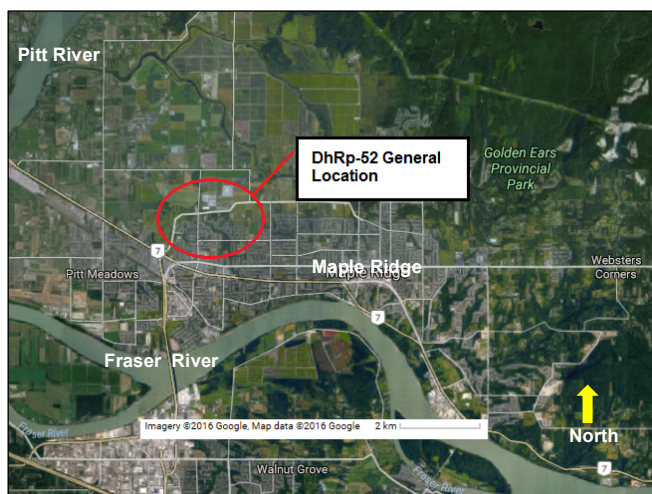 Pitt River
DhRp-52 General
Location
Golden Ears
Provincial
Park
7
Pitt Meadows
Maple Ridge
Maple Ridge
Websters
Corners
7
Fraser River
Imagery ©2016 Google, Map data ©2016 Google 2 km
North
Fraser River
Walnut Grove
7
Fraser River